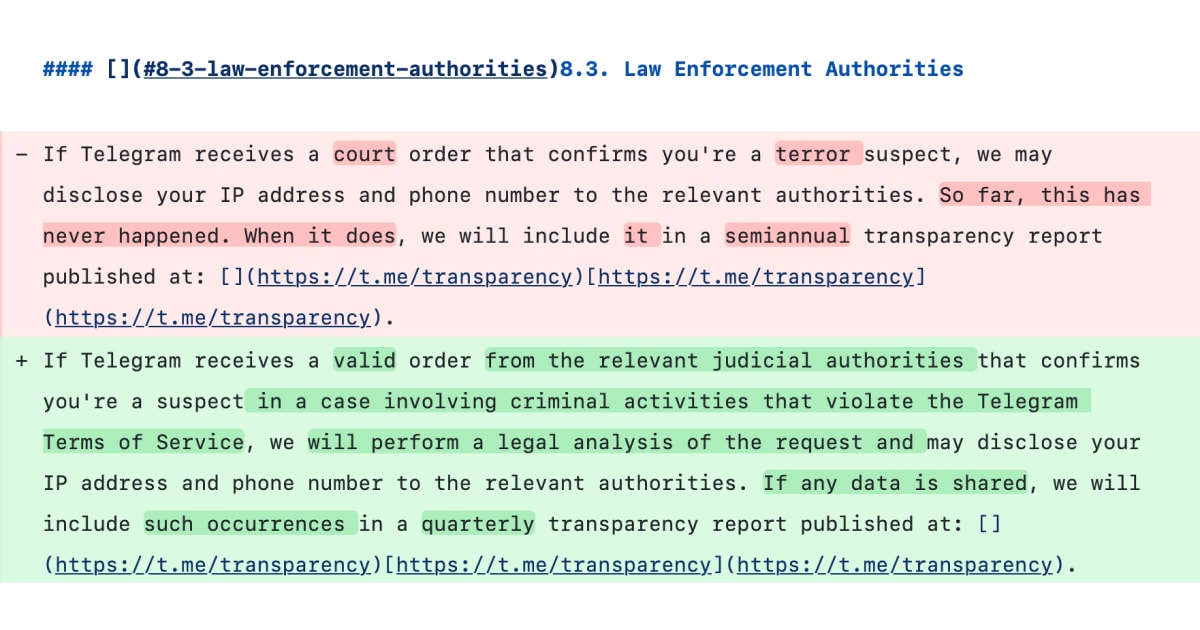 #### [](#8-3-law-enforcement-authorities)8.3. Law Enforcement Authorities
− If Telegram receives a court order that confirms you're a terror suspect, we may
disclose your IP address and phone number to the relevant authorities. So far, this has
never happened. When it does, we will include it in a semiannual transparency report
published at: [](https://t.me/transparency)[https://t.me/transparency]
(https://t.me/transparency).
+ If Telegram receives a valid order from the relevant judicial authorities that confirms
you're a suspect in a case involving criminal activities that violate the Telegram
Terms of Service, we will perform a legal analysis of the request and may disclose your
IP address and phone number to the relevant authorities. If any data is shared, we will
include such occurrences in a quarterly transparency report published at: []
(https://t.me/transparency)[https://t.me/transparency](https://t.me/transparency).